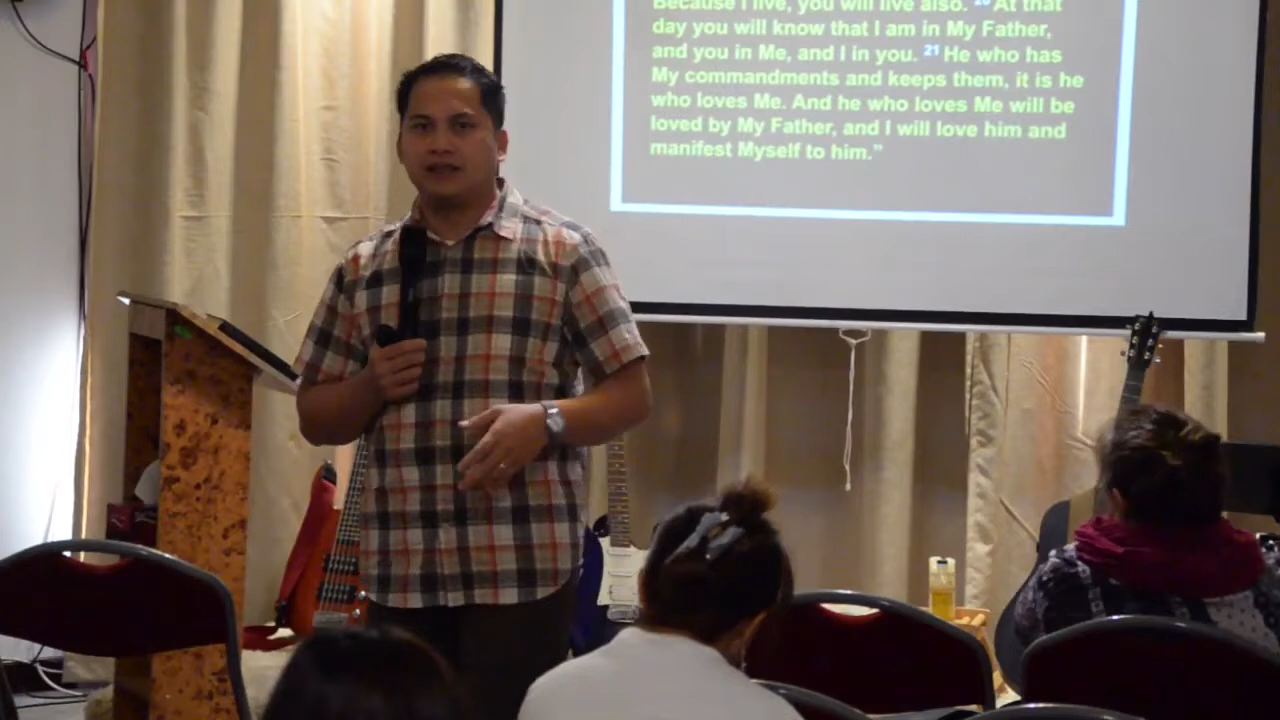 Because I live, you will live also. 20 At that
day you will know that I am in My Father,
and you in Me, and I in you. 21 He who has
My commandments and keeps them, it is he
who loves Me. And he who loves Me will be
loved by My Father, and I will love him and
manifest Myself to him.”